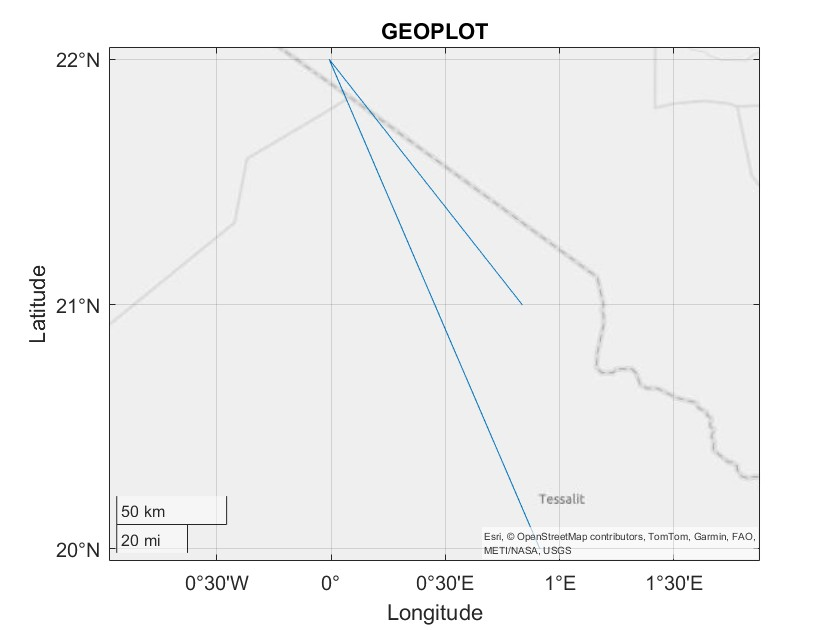 GEOPLOT
22°N
21°N
20°N
Latitude
Tessalit
50 km
20 mi
Esri, © OpenStreetMap contributors, TomTom, Garmin, FAO,
METI/NASA, USGS
0°30'W
0°
0°30'E
1°E
1°30'E
Longitude